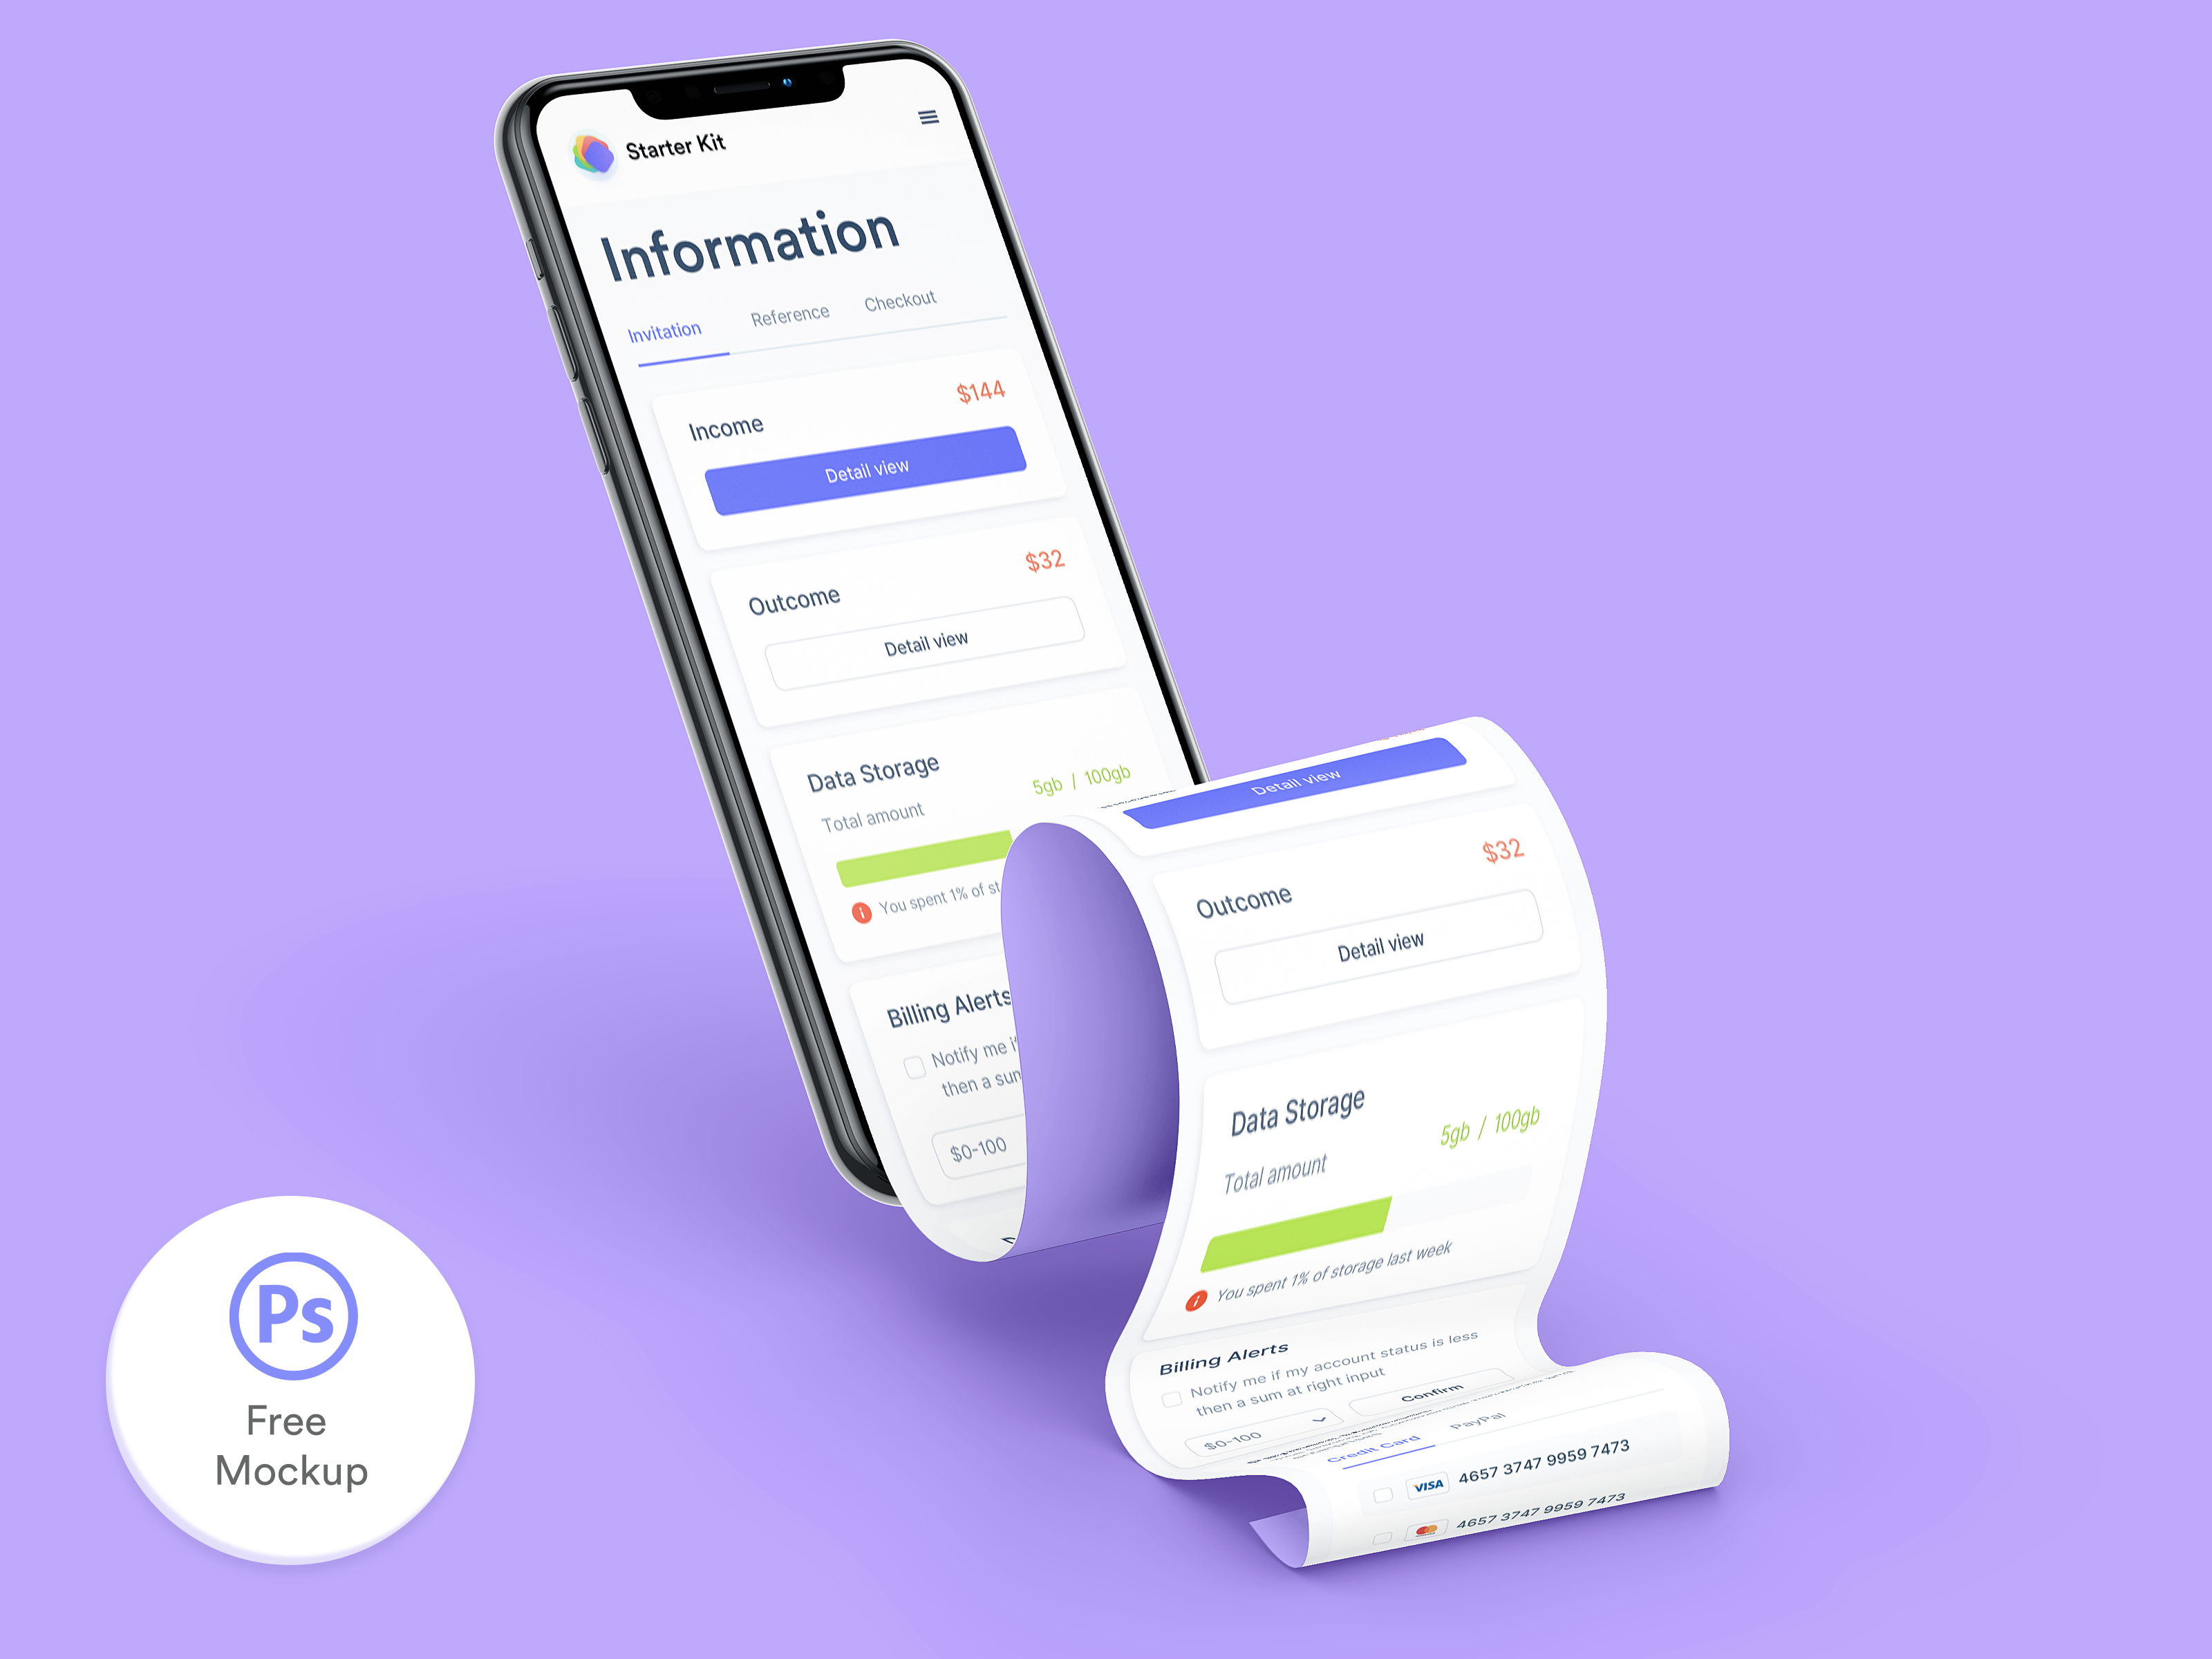 Starter Kit
Information
Invitation
Reference
Checkout
Income
$144
Detail view
Outcome
$32
Detail view
Data Storage
5gb / 100gb
Total amount
You spent 1% of st
Billing Alerts
Notify me if
then a sum
$0-100
Detail view
Outcome
$32
Detail view
Data Storage
5gb / 100gb
Total amount
You spent 1% of storage last week
Billing Alerts
Notify me if my account status is less
then a sum at right input
$0-100
Confirm
Credit Card
PayPal
VISA 4657 3747 9959 7473
4657 3747 9959 7473
Ps
Free
Mockup